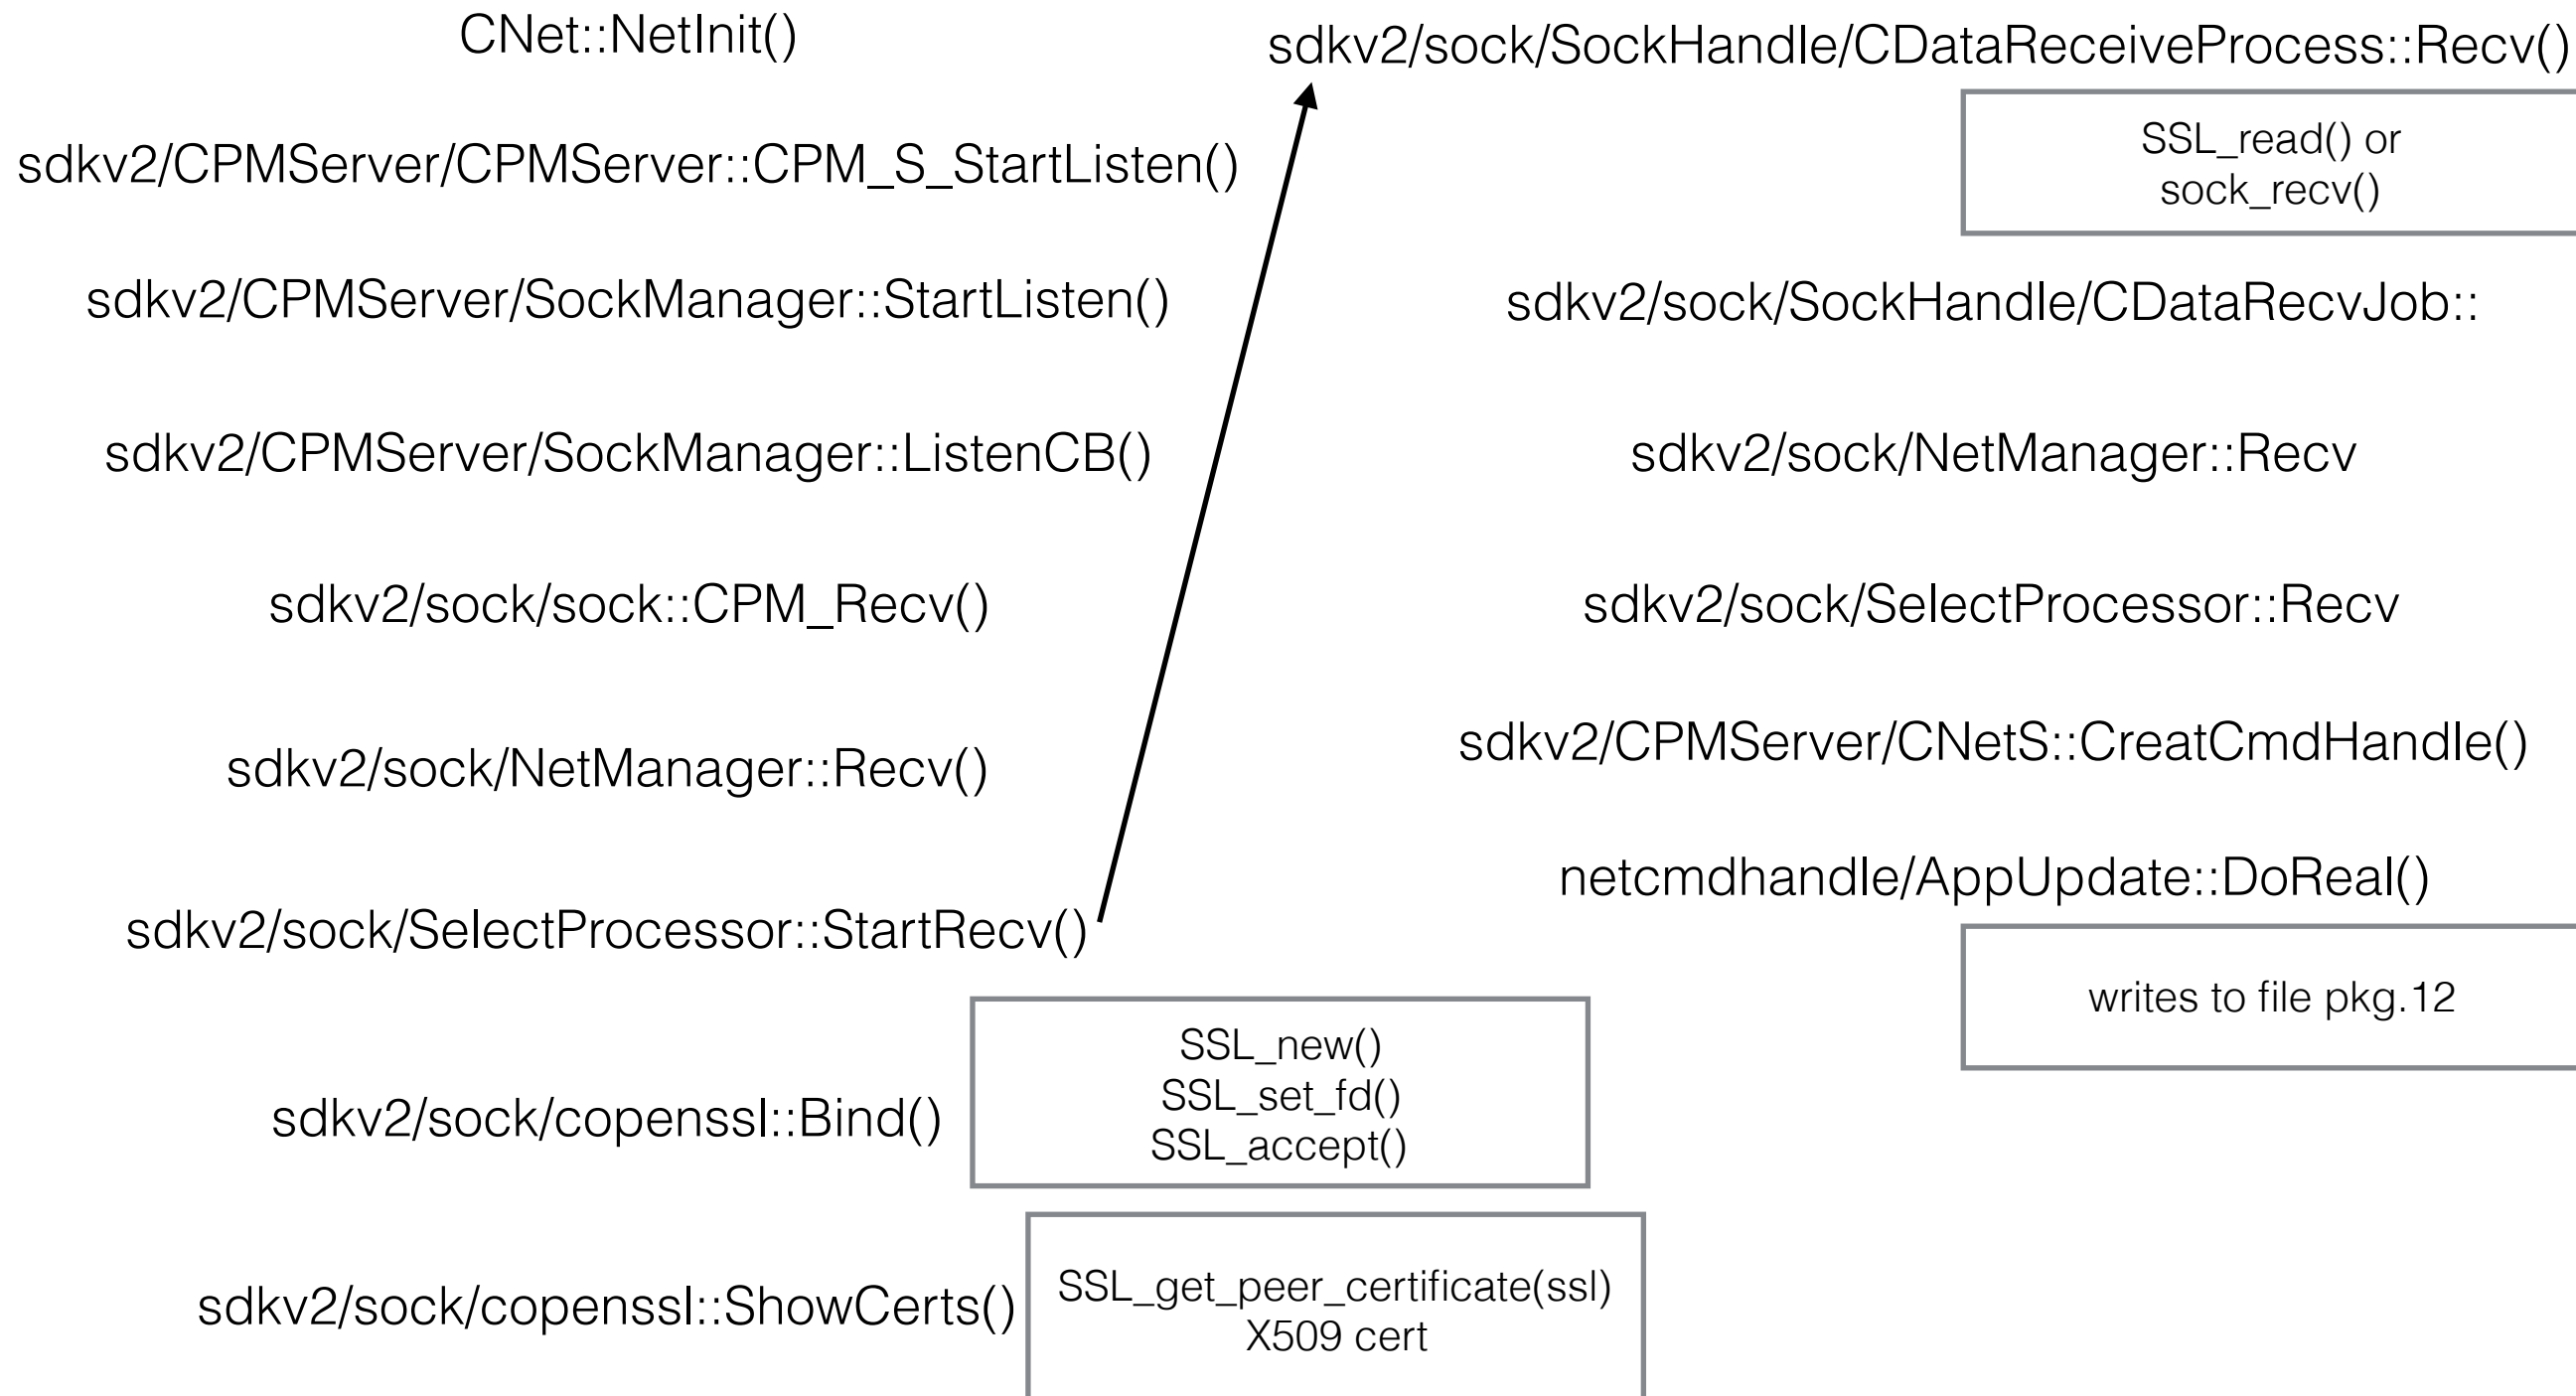 CNet::NetInit()
sdkv2/CPMServer/CPMServer::CPM_S_StartListen()
sdkv2/CPMServer/SockManager::StartListen()
sdkv2/CPMServer/SockManager::ListenCB()
sdkv2/sock/sock::CPM_Recv()
sdkv2/sock/NetManager::Recv()
sdkv2/sock/SelectProcessor::StartRecv()
sdkv2/sock/copenssl::Bind()
SSL_new()
SSL_set_fd()
SSL_accept()
sdkv2/sock/copenssl::ShowCerts()
SSL_get_peer_certificate(ssl)
X509 cert
sdkv2/sock/SockHandle/CDataReceiveProcess::Recv()
SSL_read() or
sock_recv()
sdkv2/sock/SockHandle/CDataRecvJob::
sdkv2/sock/NetManager::Recv
sdkv2/sock/SelectProcessor::Recv
sdkv2/CPMServer/CNetS::CreatCmdHandle()
netcmdhandle/AppUpdate::DoReal()
writes to file pkg.12